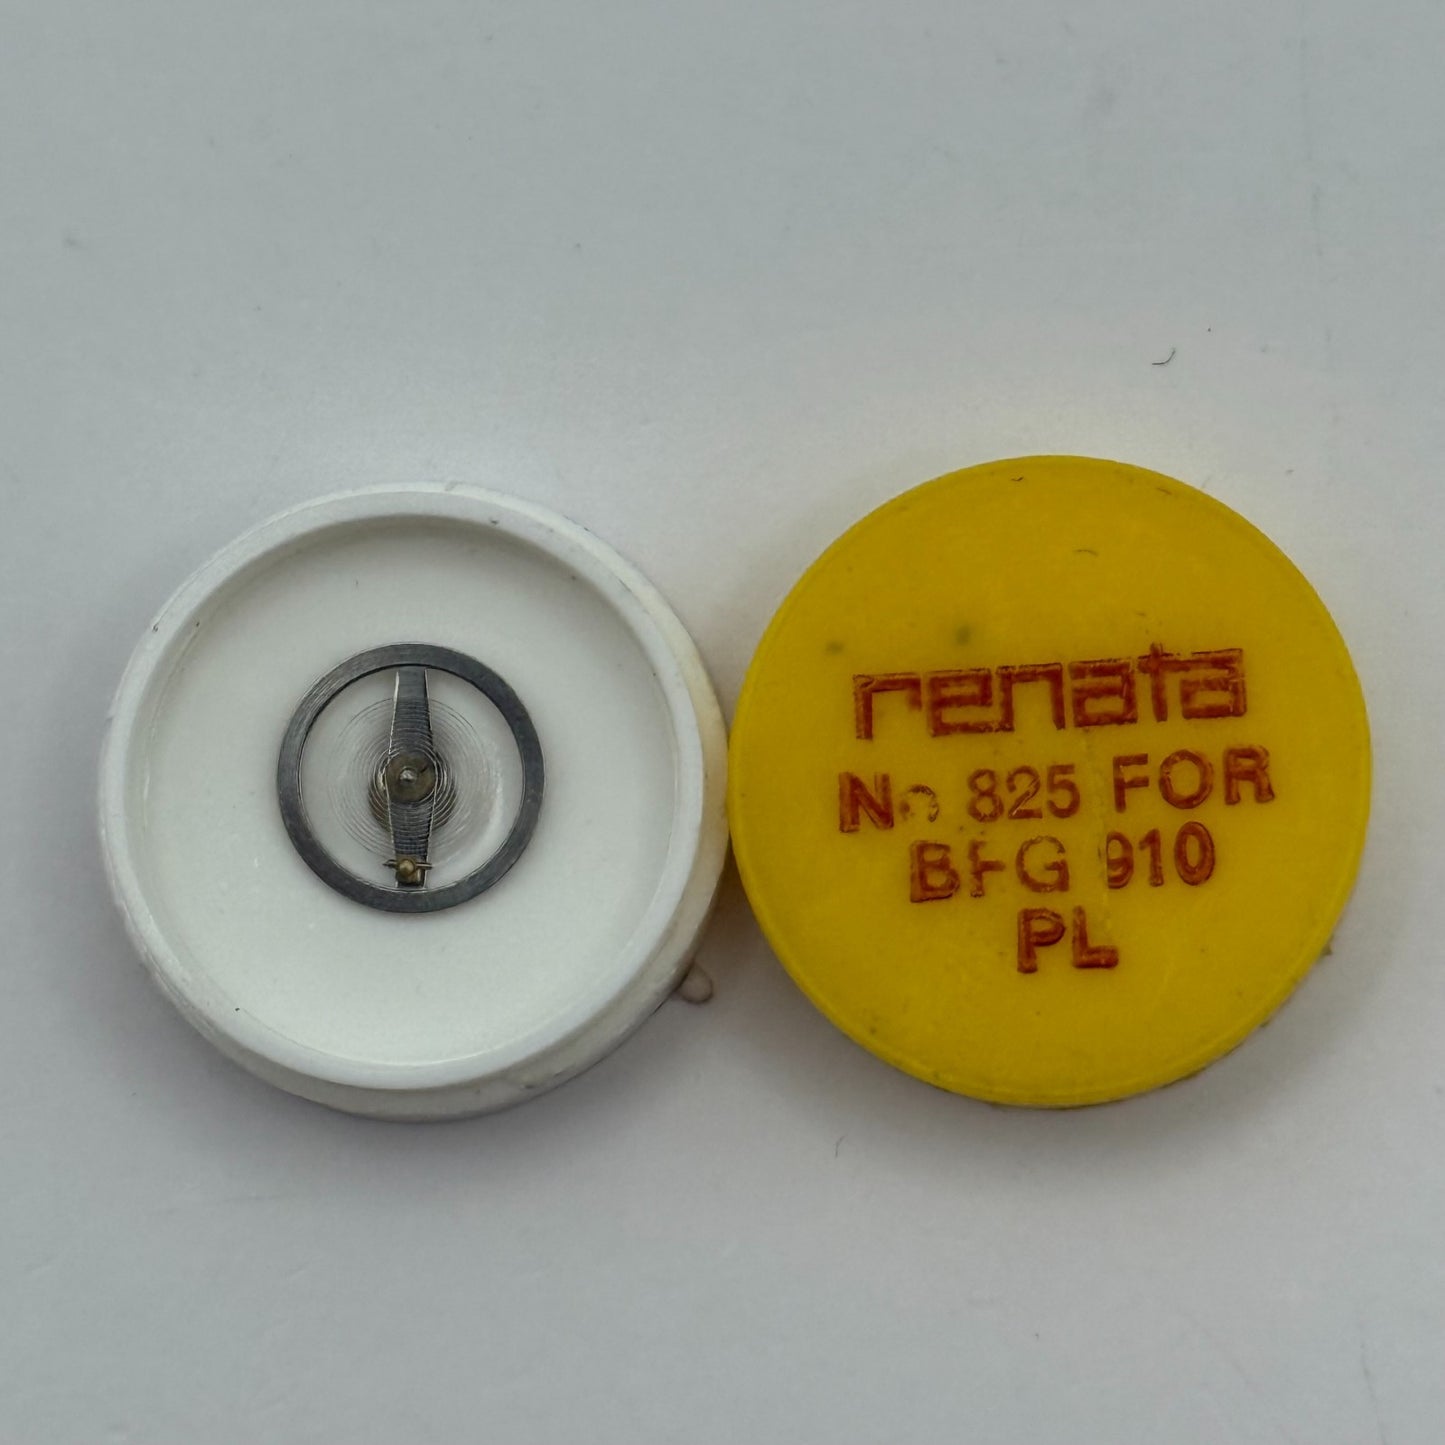 renata
No 825 FOR
BFG 910
PL